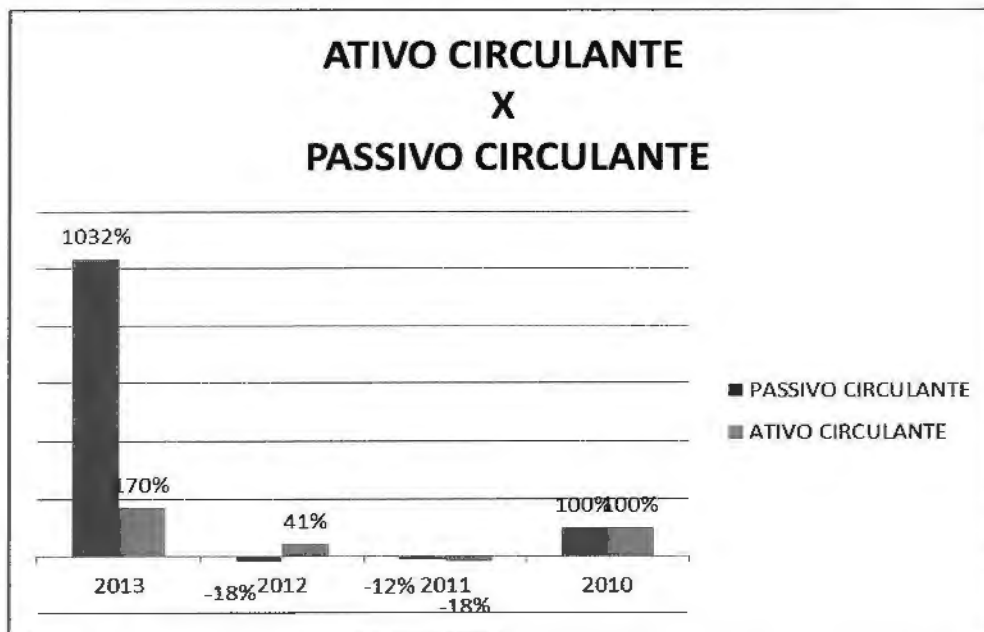 ATIVO CIRCULANTE
X
PASSIVO CIRCULANTE
1032%
170%
41%
100% 100%
PASSIVO CIRCULANTE
ATIVO CIRCULANTE
2013
2012
2011
2010
-18%
-12%
-18%